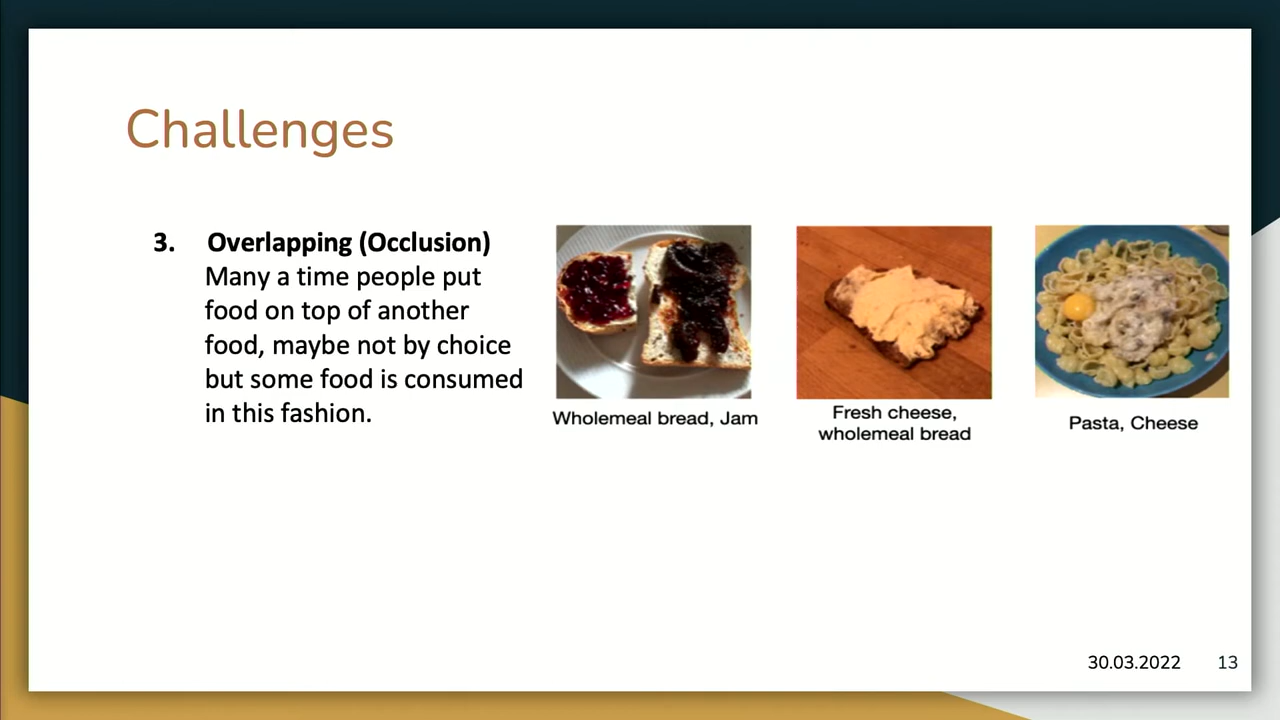 Challenges
3. Overlapping (Occlusion)
Many a time people put
food on top of another
food, maybe not by choice
but some food is consumed
in this fashion.
Wholemeal bread, Jam
Fresh cheese,
wholemeal bread
Pasta, Cheese
30.03.2022 13